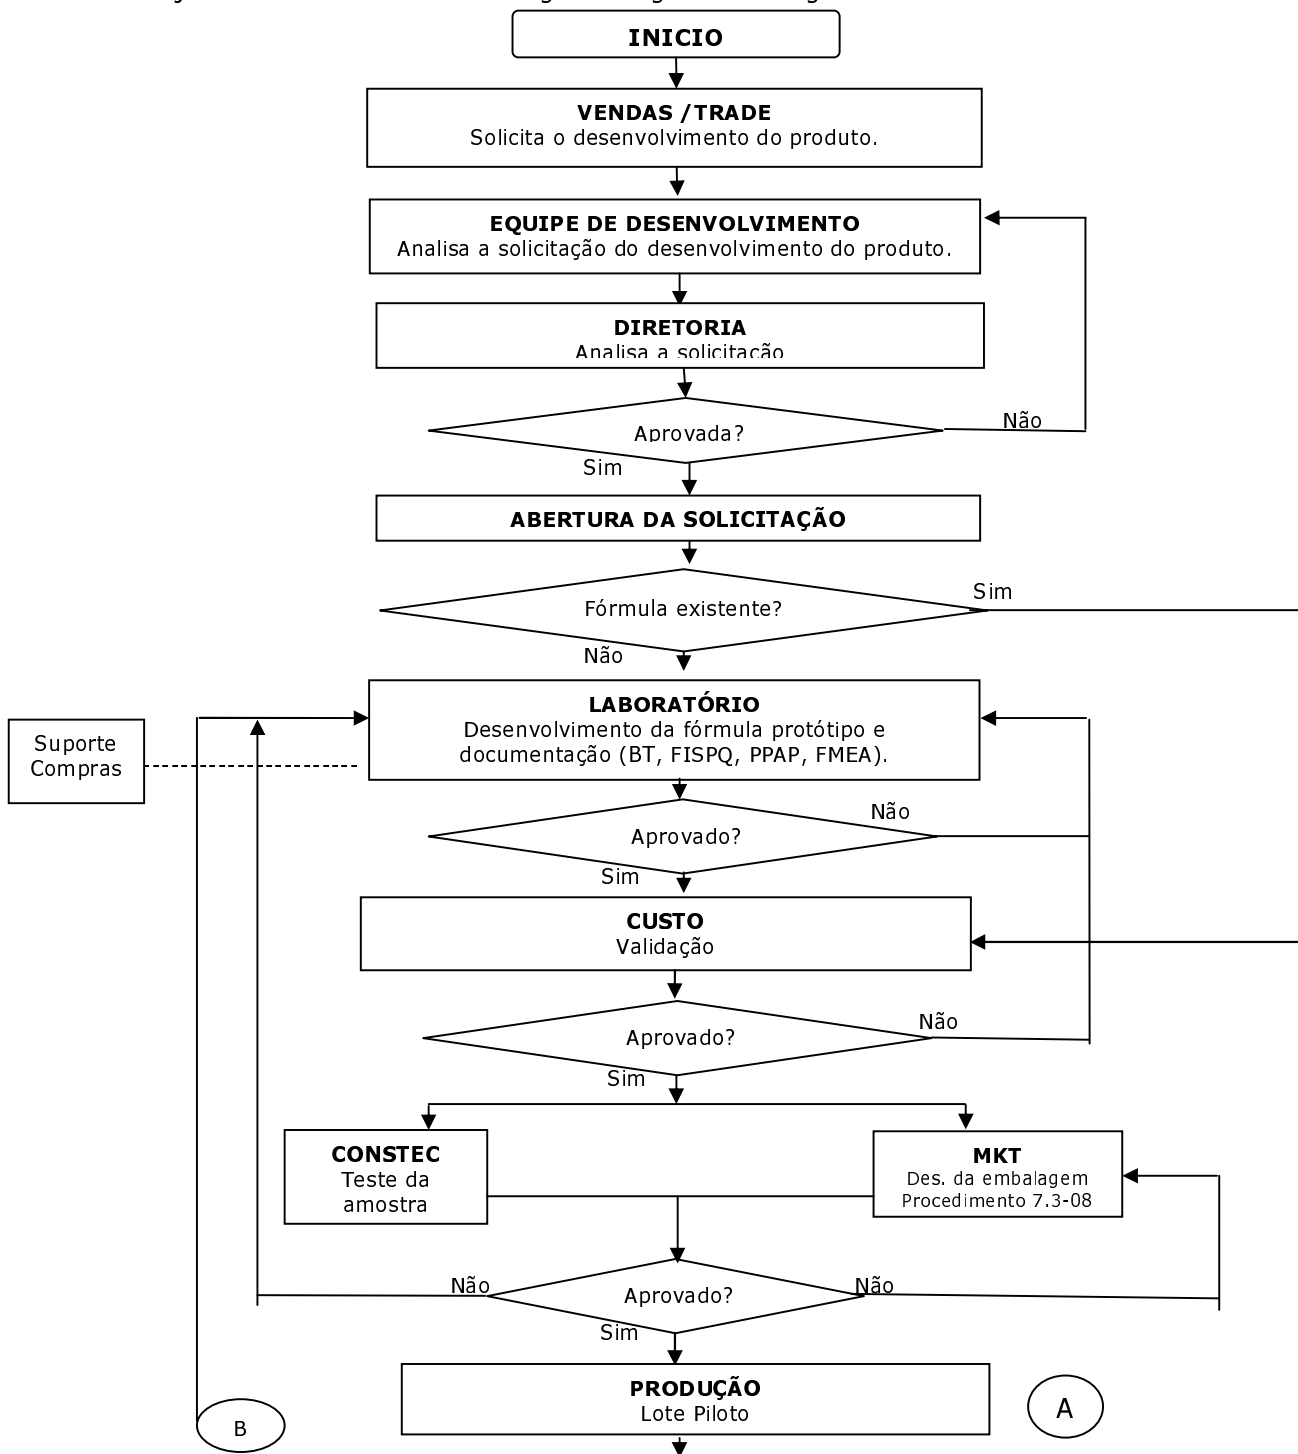 INICIO
VENDAS / TRADE
Solicita o desenvolvimento do produto.
EQUIPE DE DESENVOLVIMENTO
Analisa a solicitação do desenvolvimento do produto.
DIRETORIA
Analisa a solicitação
Aprovada?
Não
Sim
ABERTURA DA SOLICITAÇÃO
Fórmula existente?
Sim
Não
LABORATÓRIO
Desenvolvimento da fórmula protótipo e
documentação (BT, FISPQ, PPAP, FMEA).
Suporte
Compras
Aprovado?
Não
Sim
CUSTO
Validação
Aprovado?
Não
Sim
CONSTEC
Teste da
amostra
MKT
Des. da embalagem
Procedimento 7.3-08
Não
Aprovado?
Não
Sim
PRODUÇÃO
Lote Piloto
A
B